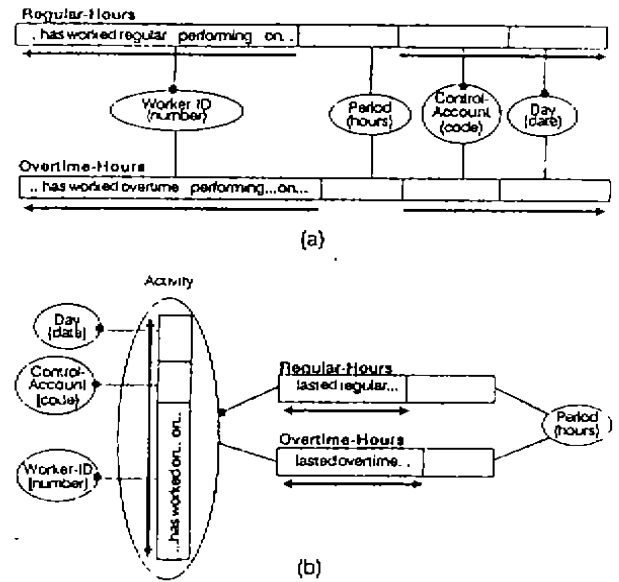 Regular-Hours
.. has worked regular performing on...
Worker ID
(number)
Period
(hours)
Control-
Account
(code)
Day
(date)
Overtime-Hours
.. has worked overtime performing...on...
(a)
Activity
Day
(date)
Control-
Account
(code)
Worker-ID
(number)
...has worked on.. on..
Regular-Hours
lasted regular...
Overtime-Hours
lasted overtime. .
Period
(hours)
(b)